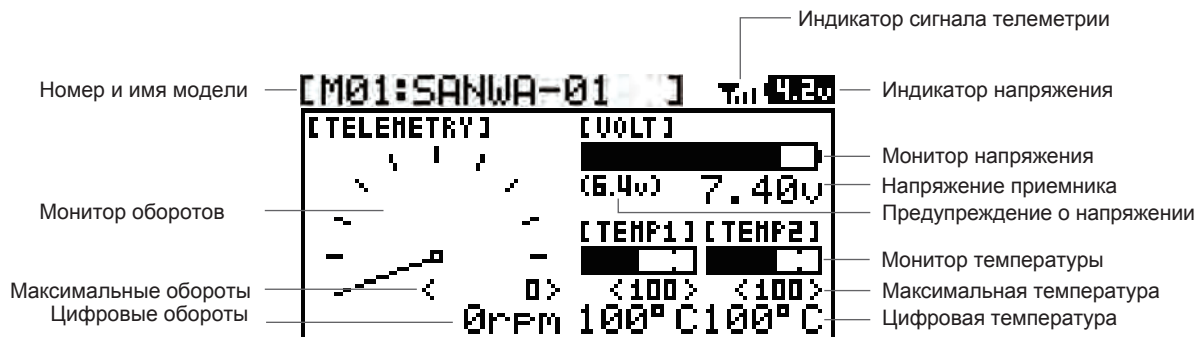 Индикатор сигнала телеметрии
Номер и имя модели
[M01:SANWA-01 ]
4.2v
Индикатор напряжения
[TELEMETRY]
[VOLT]
Монитор напряжения
(6.4v) 7.40v
Напряжение приемника
Предупреждение о напряжении
Монитор оборотов
[TEMP1] [TEMP2]
Монитор температуры
Максимальные обороты
< 0> <100> <100>
Максимальная температура
Цифровые обороты
0rpm 100°C 100°C
Цифровая температура